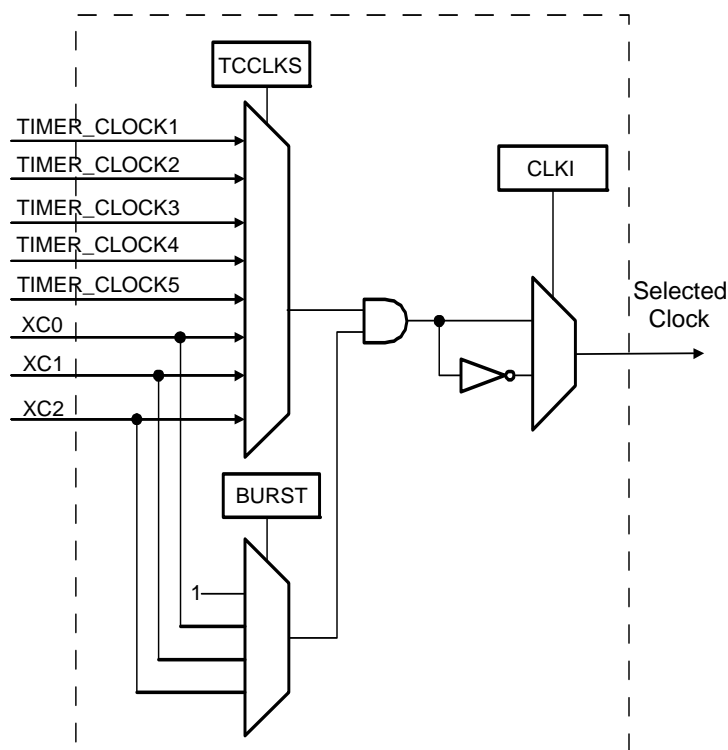 TCCLKS
TIMER_CLOCK1
TIMER_CLOCK2
TIMER_CLOCK3
TIMER_CLOCK4
TIMER_CLOCK5
XC0
XC1
XC2
CLKI
Selected
Clock
BURST
1